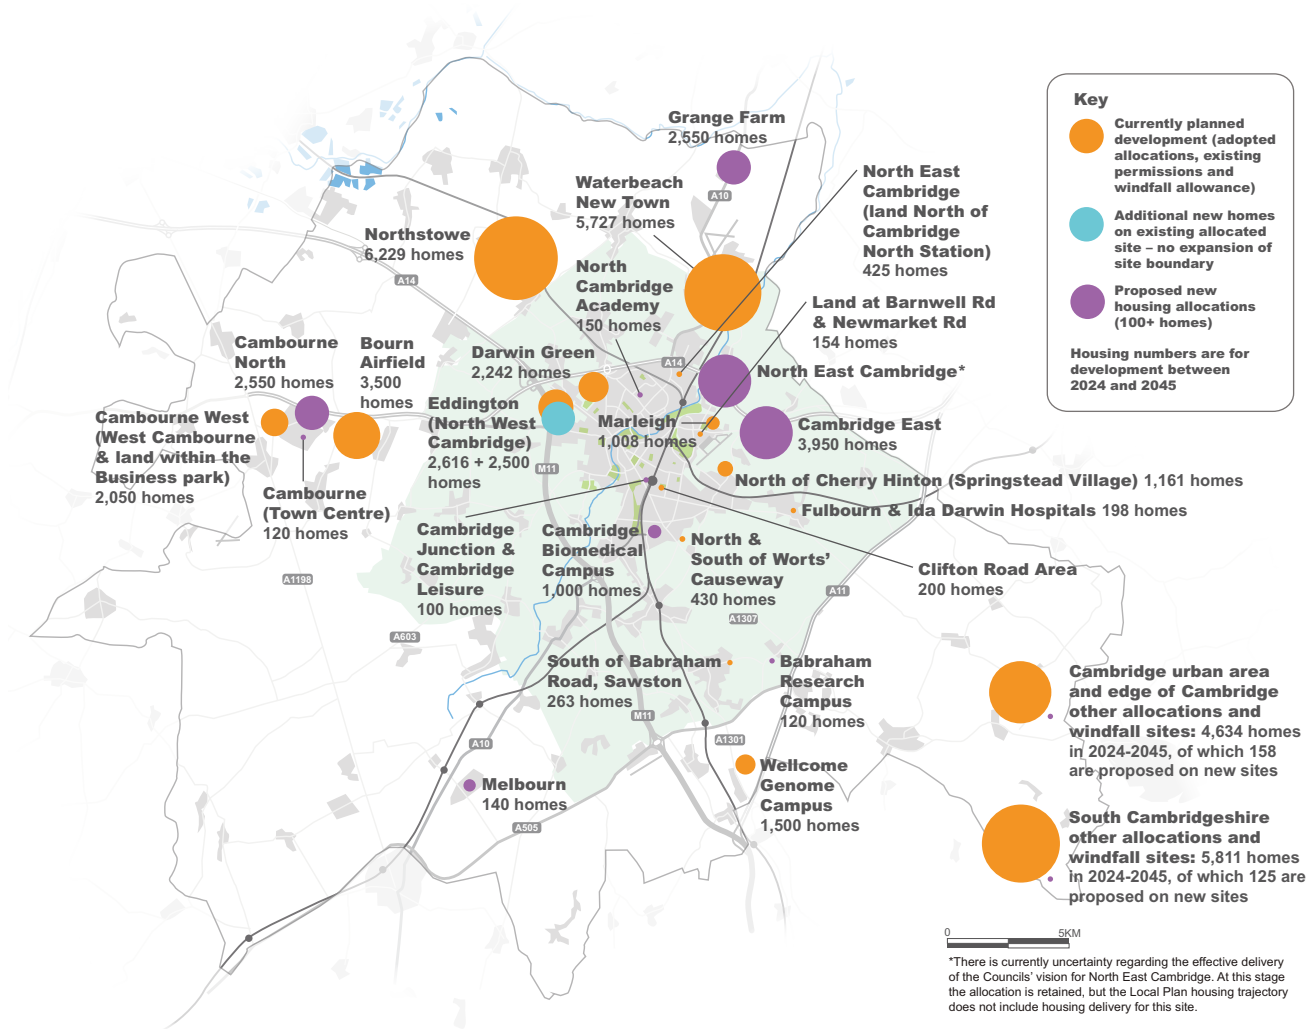 Grange Farm
2,550 homes
Waterbeach
New Town
5,727 homes
North East
Cambridge
(land North of
Cambridge
North Station)
425 homes
Northstowe
6,229 homes
North
Cambridge
Academy
150 homes
Land at Barnwell Rd
& Newmarket Rd
154 homes
Cambourne
North
2,550 homes
Bourn
Airfield
3,500
homes
Darwin Green
2,242 homes
North East Cambridge*
Cambourne West
(West Cambourne
& land within the
Business park)
2,050 homes
Eddington
(North West
Cambridge)
2,616 + 2,500
homes
Marleigh
1,008 homes
Cambridge East
3,950 homes
Cambourne
(Town Centre)
120 homes
North of Cherry Hinton (Springstead Village) 1,161 homes
Fulbourn & Ida Darwin Hospitals 198 homes
Cambridge
Junction &
Cambridge
Leisure
100 homes
Cambridge
Biomedical
Campus
1,000 homes
North &
South of Worts’
Causeway
430 homes
Clifton Road Area
200 homes
South of Babraham
Road, Sawston
263 homes
Babraham
Research
Campus
120 homes
Melbourn
140 homes
Wellcome
Genome
Campus
1,500 homes
A10
A14
A14
M11
A1198
A603
A11
A1307
M11
A1301
A10
A505
Key
Currently planned
development (adopted
allocations, existing
permissions and
windfall allowance)
Additional new homes
on existing allocated
site – no expansion of
site boundary
Proposed new
housing allocations
(100+ homes)
Housing numbers are for
development between
2024 and 2045
Cambridge urban area
and edge of Cambridge
other allocations and
windfall sites: 4,634 homes
in 2024-2045, of which 158
are proposed on new sites
South Cambridgeshire
other allocations and
windfall sites: 5,811 homes
in 2024-2045, of which 125 are
proposed on new sites
0 5KM
*There is currently uncertainty regarding the effective delivery
of the Councils’ vision for North East Cambridge. At this stage
the allocation is retained, but the Local Plan housing trajectory
does not include housing delivery for this site.